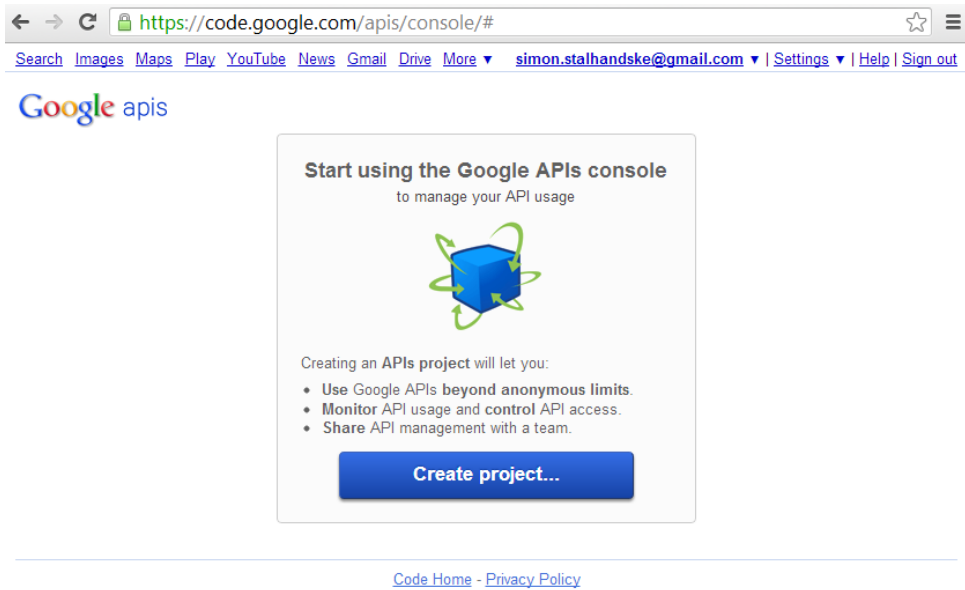 https://code.google.com/apis/console/#
Search Images Maps Play YouTube News Gmail Drive More ▼ simon.stalhandske@gmail.com ▼ | Settings ▼ | Help | Sign out
Google apis
Start using the Google APIs console
to manage your API usage
Creating an APIs project will let you:
• Use Google APIs beyond anonymous limits.
• Monitor API usage and control API access.
• Share API management with a team.
Create project...
Code Home - Privacy Policy